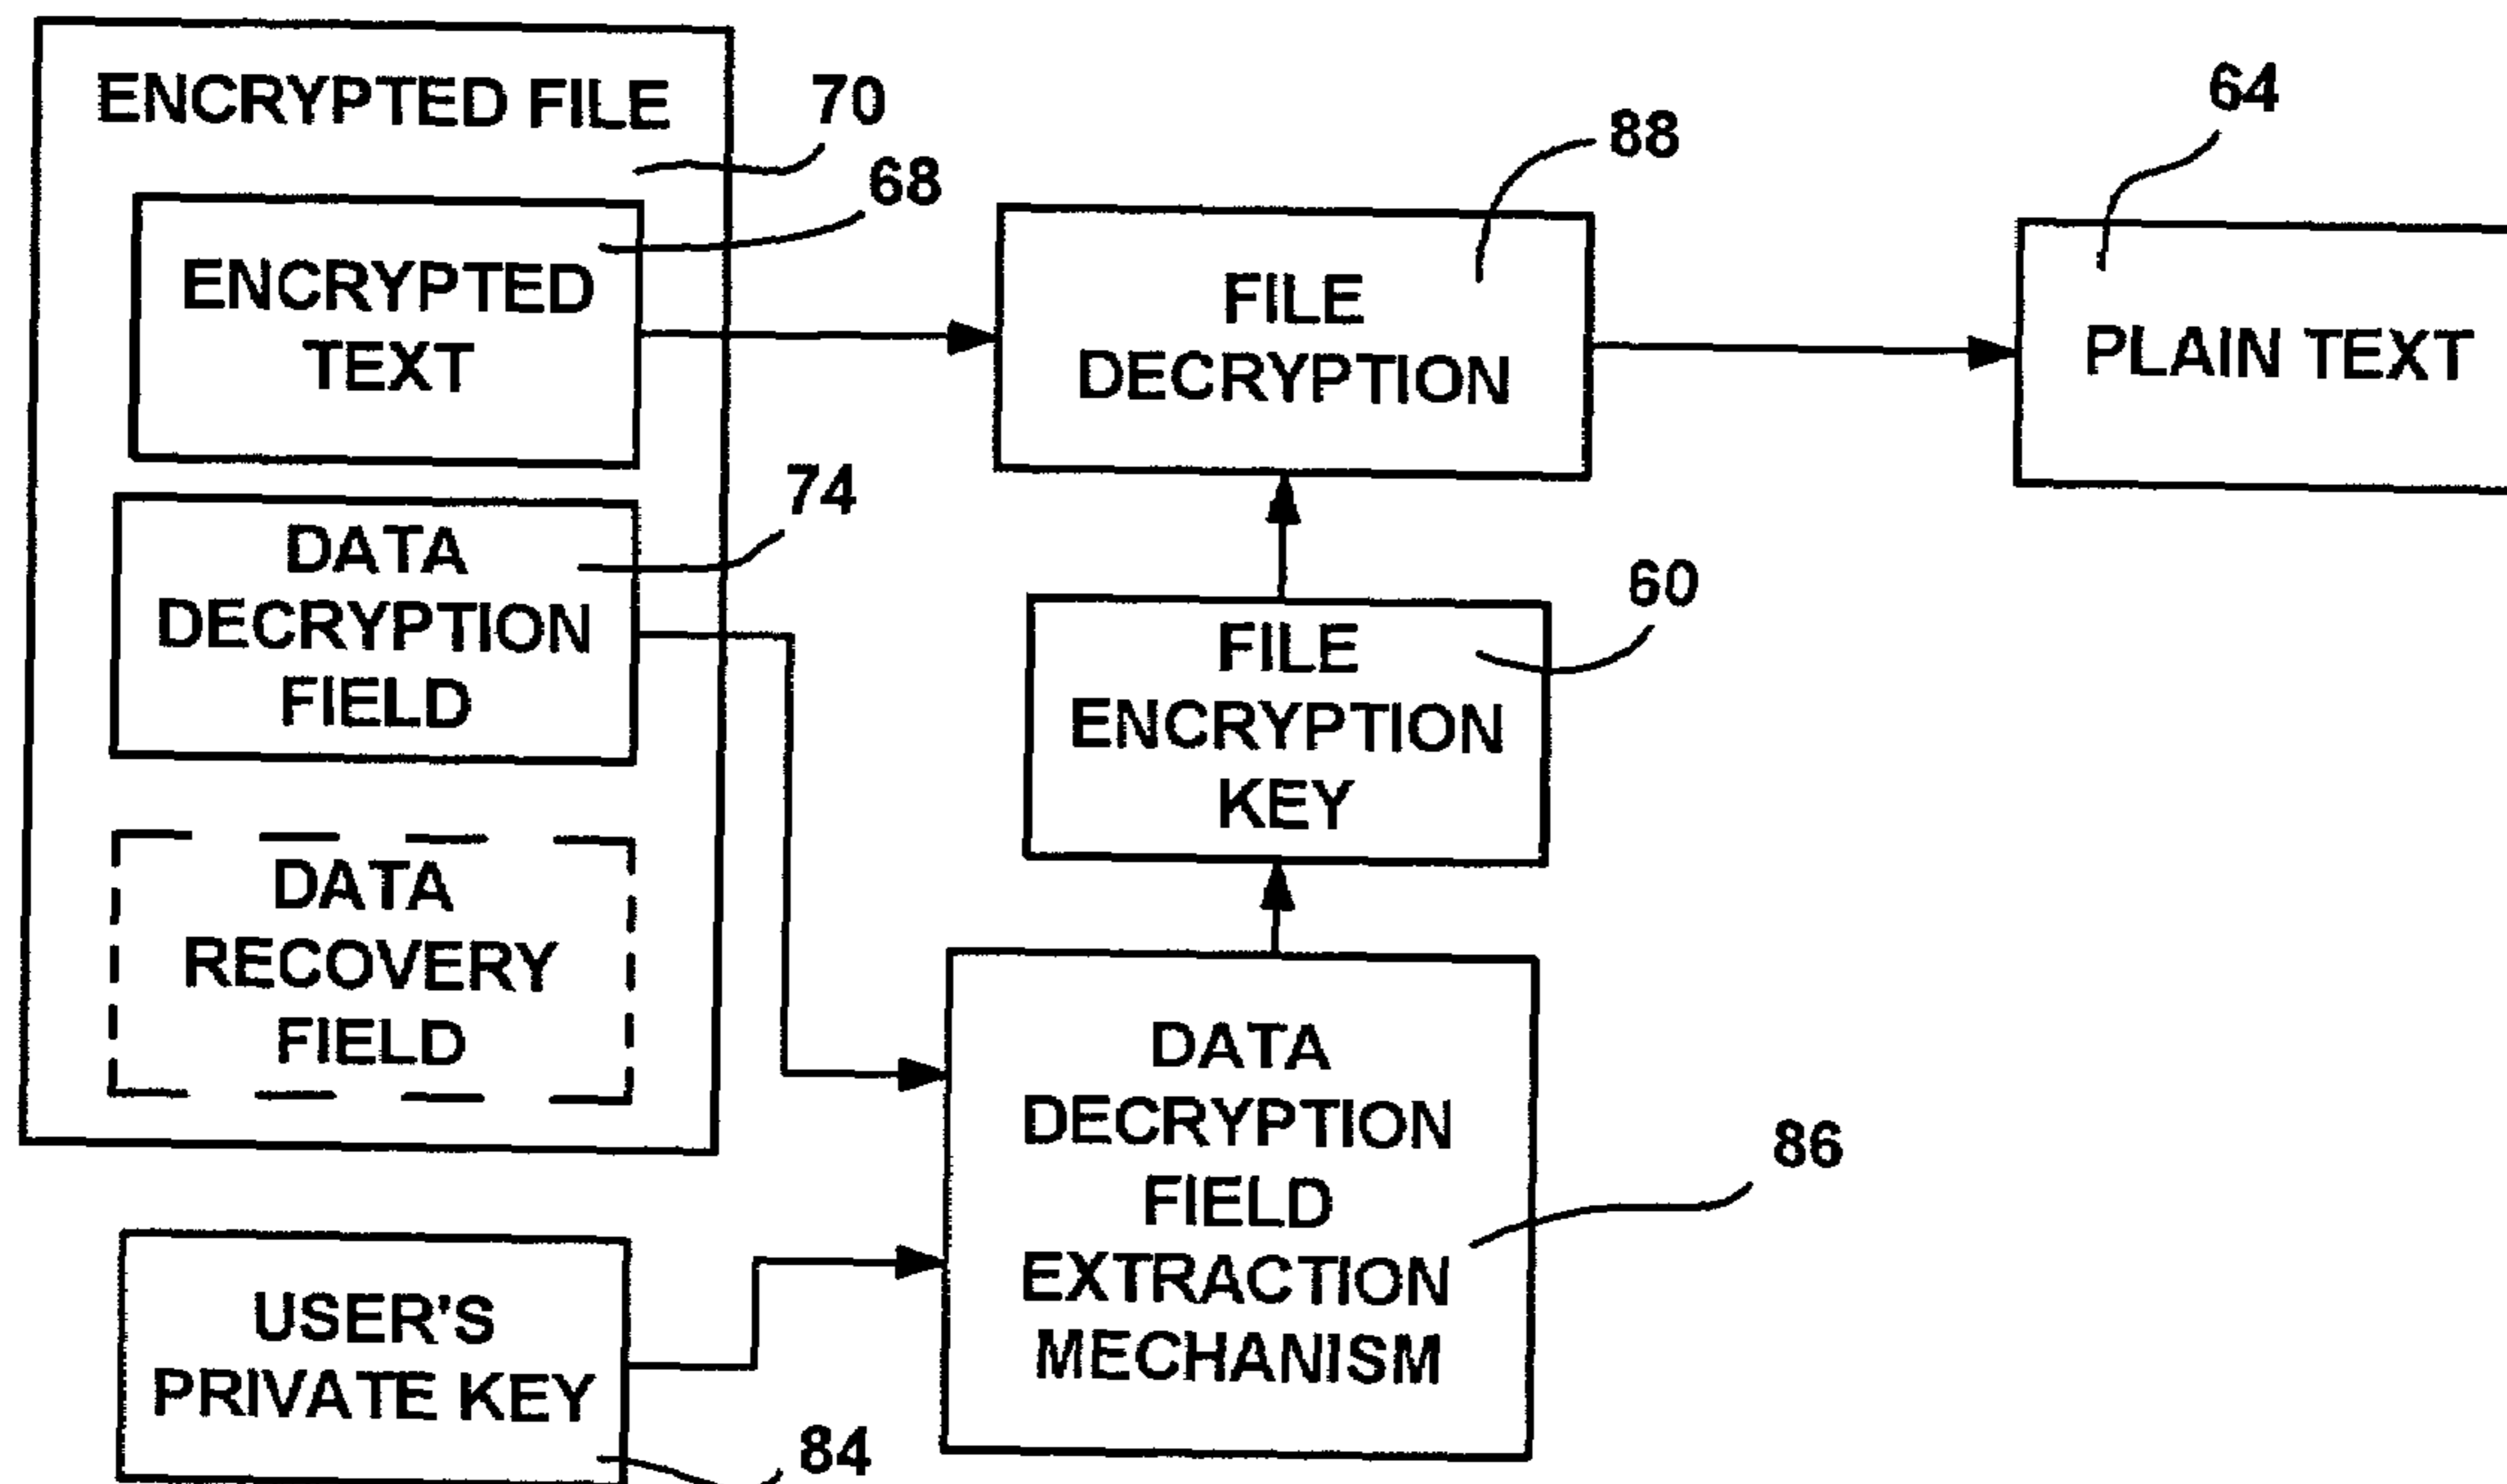 ENCRYPTED FILE
70
68
ENCRYPTED
TEXT
74
DATA
DECRYPTION
FIELD
DATA
RECOVERY
FIELD
USER'S
PRIVATE KEY
84
88
FILE
DECRYPTION
60
FILE
ENCRYPTION
KEY
DATA
DECRYPTION
FIELD
EXTRACTION
MECHANISM
86
64
PLAIN TEXT